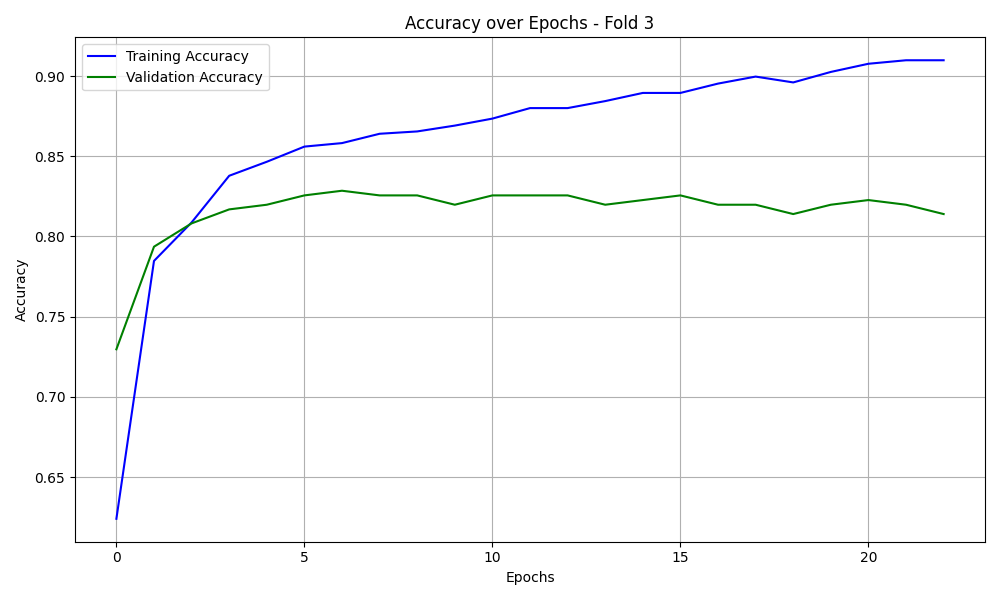 Accuracy over Epochs - Fold 3
Training Accuracy
Validation Accuracy
Accuracy
0.90
0.85
0.80
0.75
0.70
0.65
0 5 10 15 20
Epochs